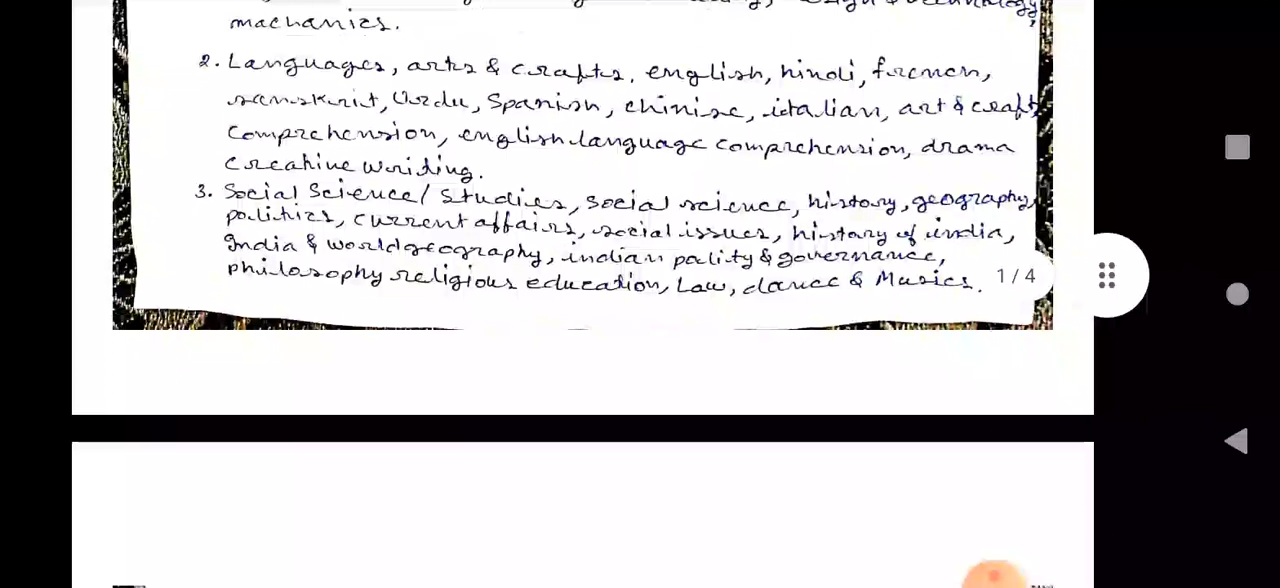 design & technology,
machanics.
2. Languages, arts & crafts, english, hindi, french,
sanskrit, Urdu, Spanish, chinise, italian, art & craft,
comprehension, english language comprehension, drama
creative writing.
3. Social Science/ Studies, social science, history, geography,
politics, current affairs, social issues, history of india,
India & world geography, indian polity & governance,
philosophy religious education, Law, dance & Musics.
1/4